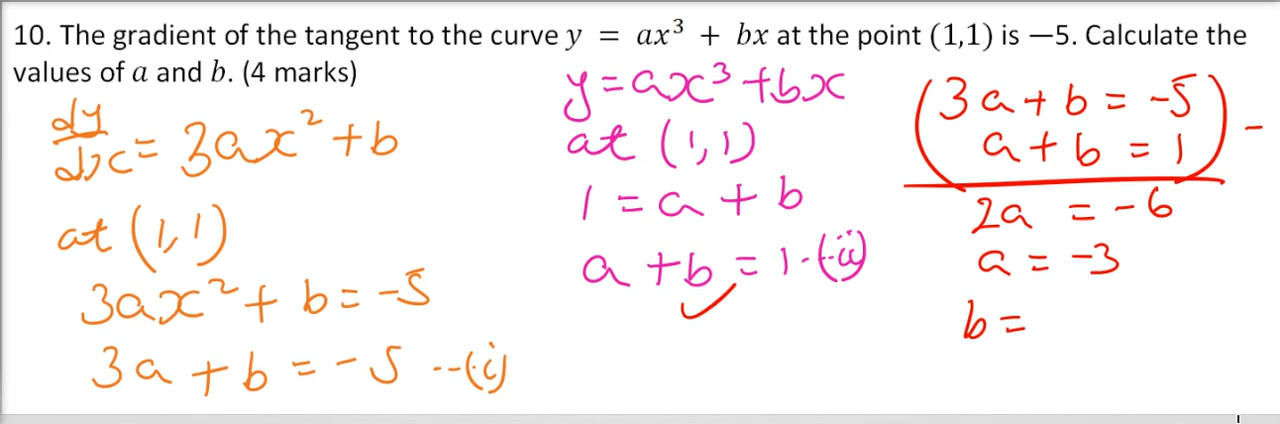 10. The gradient of the tangent to the curve y = ax³ + bx at the point (1,1) is −5. Calculate the
values of a and b. (4 marks)
dy/dx = 3ax² + b
at (1,1)
3ax² + b = -5
3a + b = -5 --(i)
y = ax³ + bx
at (1,1)
1 = a + b
a + b = 1 --(ii)
(3a + b = -5
a + b = 1) -
2a = -6
a = -3
b =